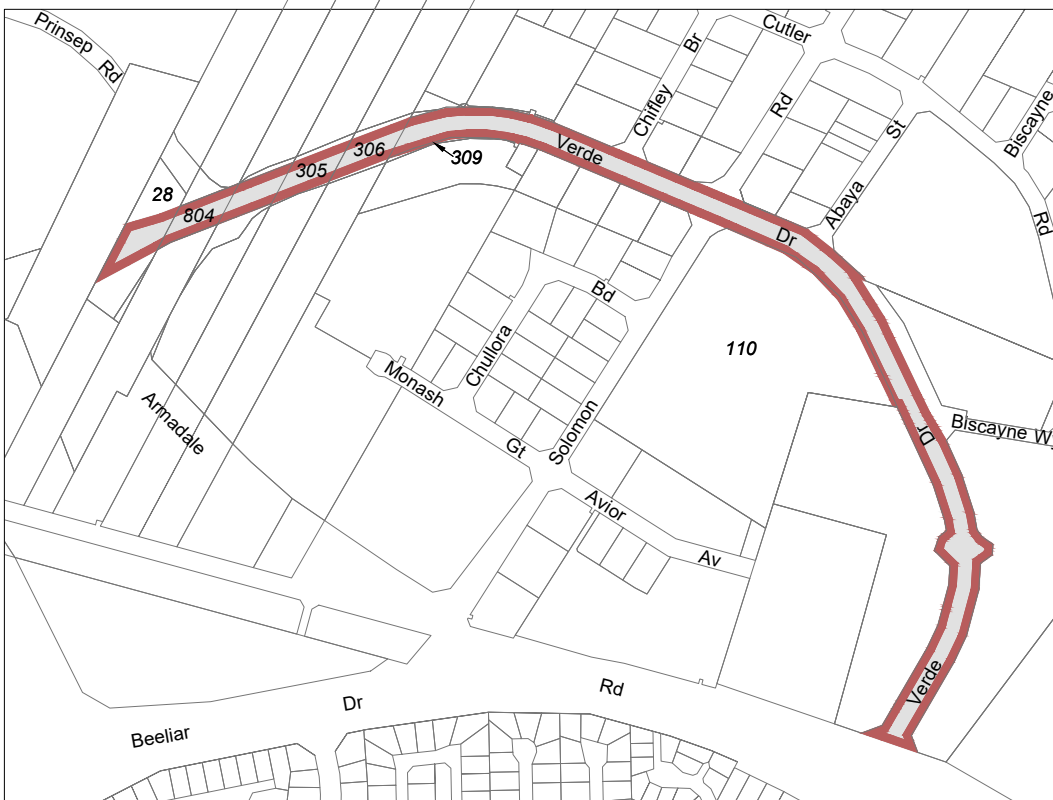 Prinsep
Rd
Cutler
Br
Chifley
Rd
St
Biscayne
Rd
Verde
306
309
305
28
804
Abaya
Dr
Bd
110
Chullora
Monash
Armadale
Gt
Solomon
Dr
Biscayne W
Avior
Av
Verde
Rd
Dr
Beeliar